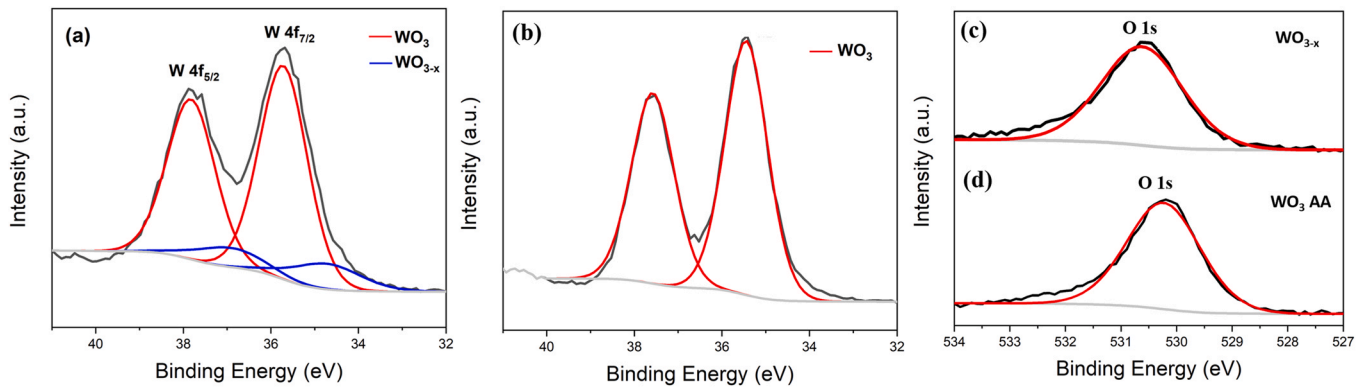 (a)
W 4f7/2
W 4f5/2
WO3
WO3-x
Intensity (a.u.)
40 38 36 34 32
Binding Energy (eV)
(b)
WO3
Intensity (a.u.)
40 38 36 34 32
Binding Energy (eV)
(c)
O 1s
WO3-x
(d)
O 1s
WO3 AA
Intensity (a.u.)
534 533 532 531 530 529 528 527
Binding Energy (eV)